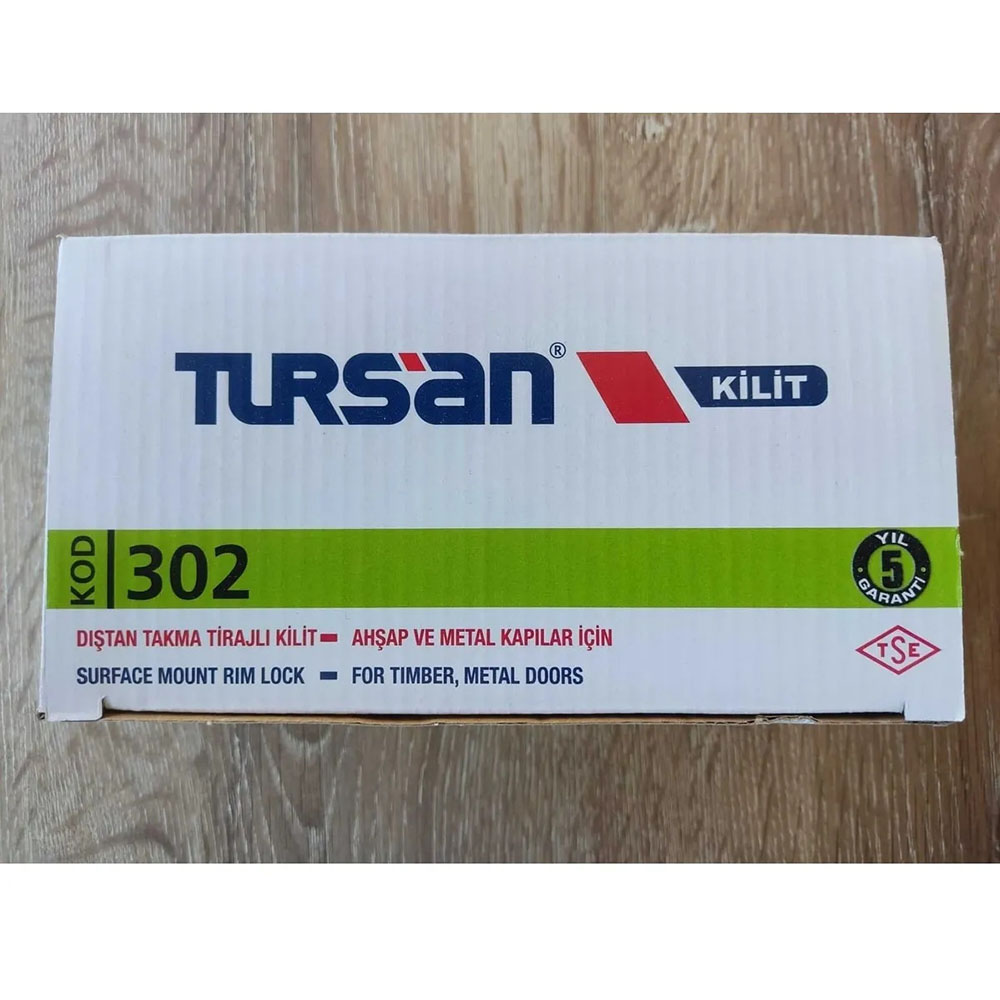 TURSAN®
KİLİT
KOD 302
YIL
5
GARANTİ
DIŞTAN TAKMA TİRAJLI KİLİT - AHŞAP VE METAL KAPILAR İÇİN
SURFACE MOUNT RIM LOCK - FOR TIMBER, METAL DOORS
TSE